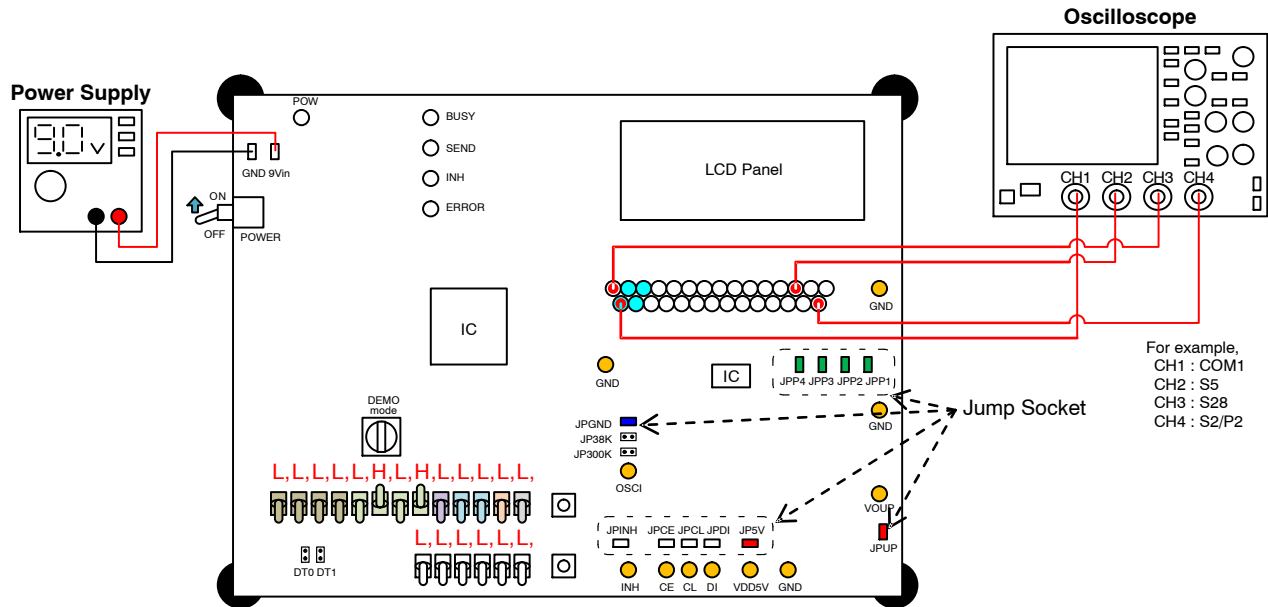 Oscilloscope
Power Supply
9.0 v
POW
BUSY
SEND
INH
ERROR
LCD Panel
CH1 CH2 CH3 CH4
GND 9Vin
ON
OFF
POWER
GND
IC
For example,
CH1 : COM1
CH2 : S5
CH3 : S28
CH4 : S2/P2
GND
IC
JPP4 JPP3 JPP2 JPP1
DEMO
mode
JPGND
JP38K
JP300K
Jump Socket
GND
L,L,L,L,L,H,L,H,L,L,L,L,L,
OSCI
VOUP
JPUP
L,L,L,L,L,L,
JPINH JPCE JPCL JPDI JP5V
DT0 DT1
INH CE CL DI VDD5V GND